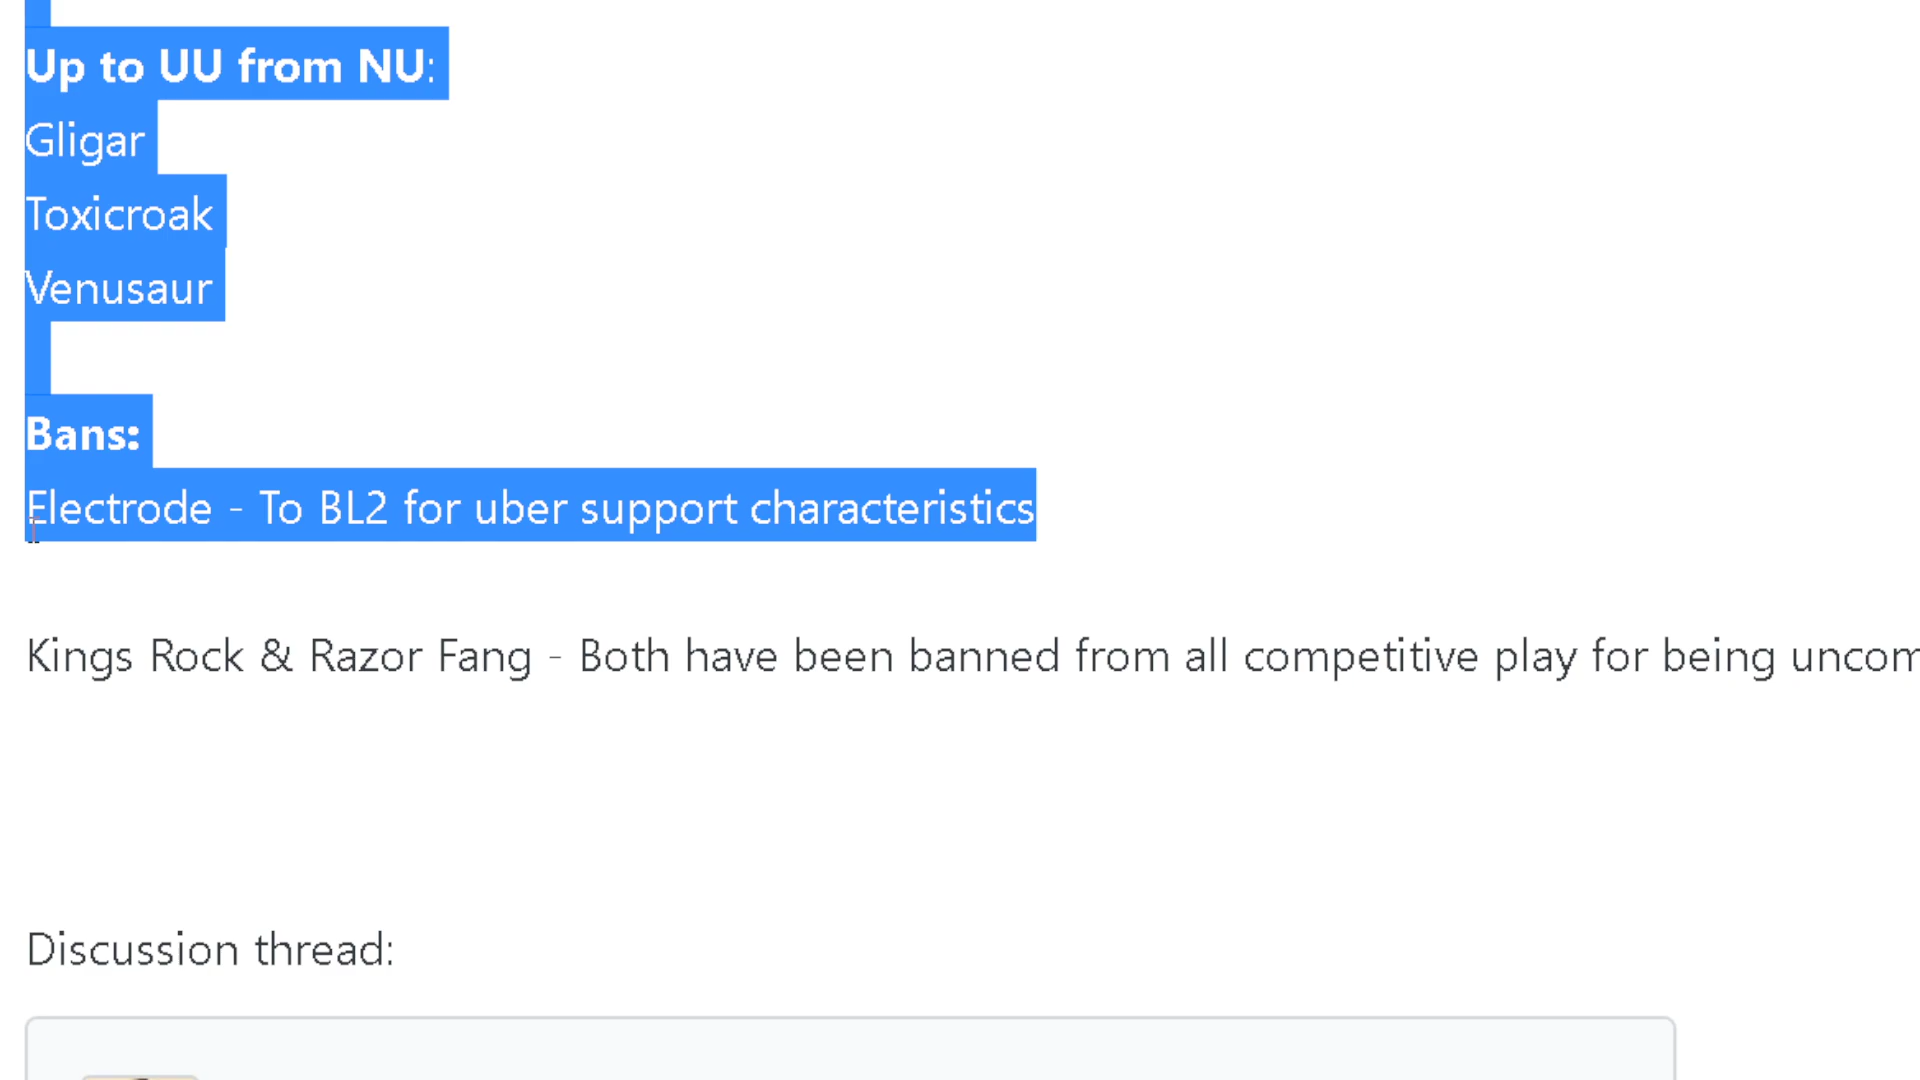 Up to UU from NU:
Gligar
Toxicroak
Venusaur
Bans:
Electrode - To BL2 for uber support characteristics
Kings Rock & Razor Fang - Both have been banned from all competitive play for being
Discussion thread: